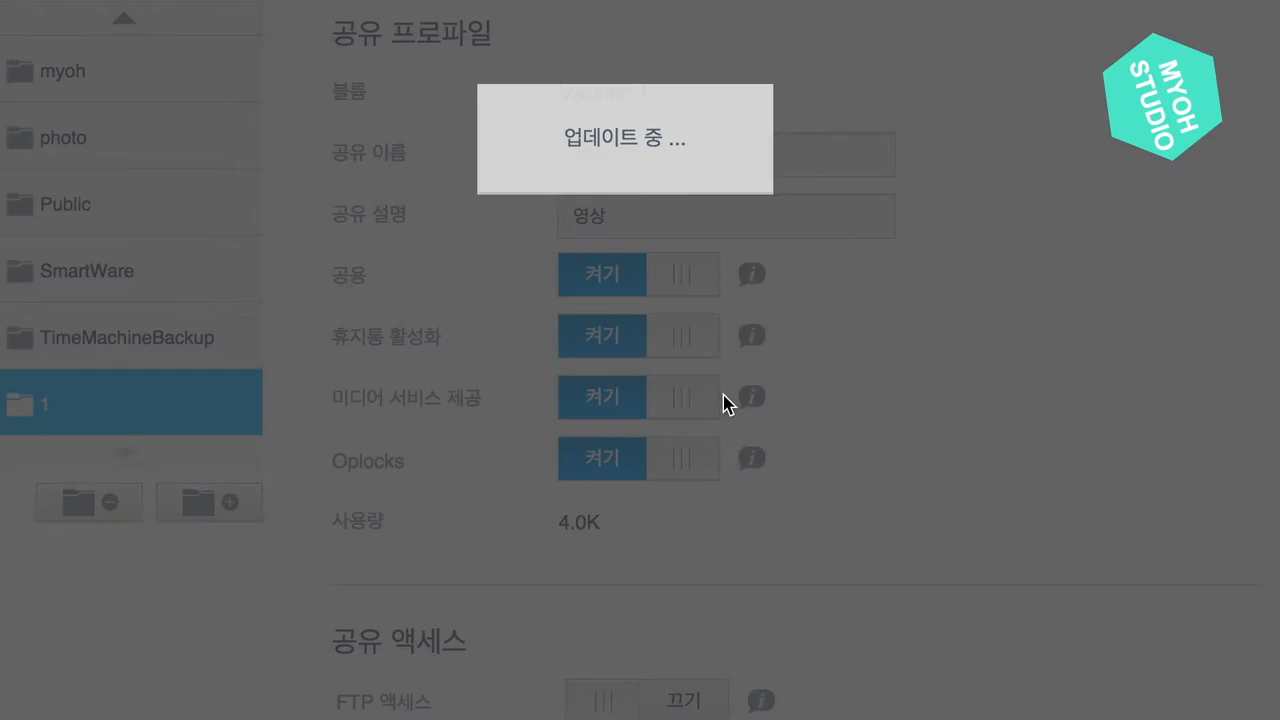 공유 프로파일
myoh
photo
Public
SmartWare
TimeMachineBackup
1
볼륨
업데이트 중 ...
공유 이름
공유 설명
영상
공용
켜기
휴지통 활성화
켜기
미디어 서비스 제공
켜기
Oplocks
켜기
사용량
4.0K
공유 액세스
FTP 액세스
끄기
MYOH
STUDIO